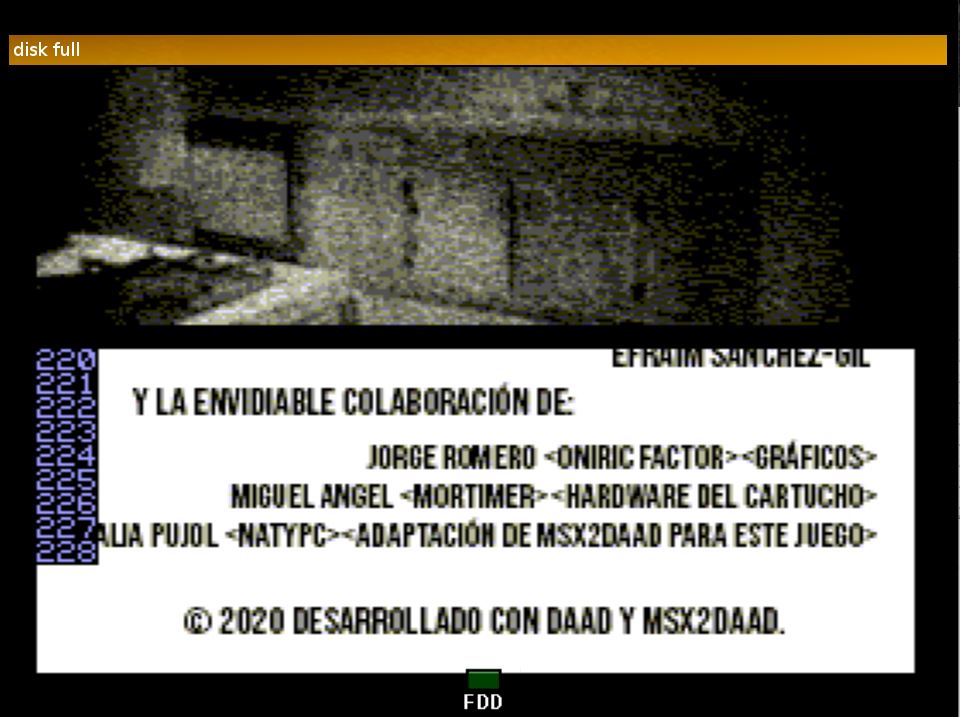 disk full
220
221
222
223
224
225
226
227
228
EFRAIM SANCHEZ-GIL
Y LA ENVIDIABLE COLABORACIÓN DE:
JORGE ROMERO <ONIRIC FACTOR><GRÁFICOS>
MIGUEL ANGEL <MORTIMER><HARDWARE DEL CARTUCHO>
ALIA PUJOL <NATYPC><ADAPTACIÓN DE MSX2DAAD PARA ESTE JUEGO>
© 2020 DESARROLLADO CON DAAD Y MSX2DAAD.
FDD